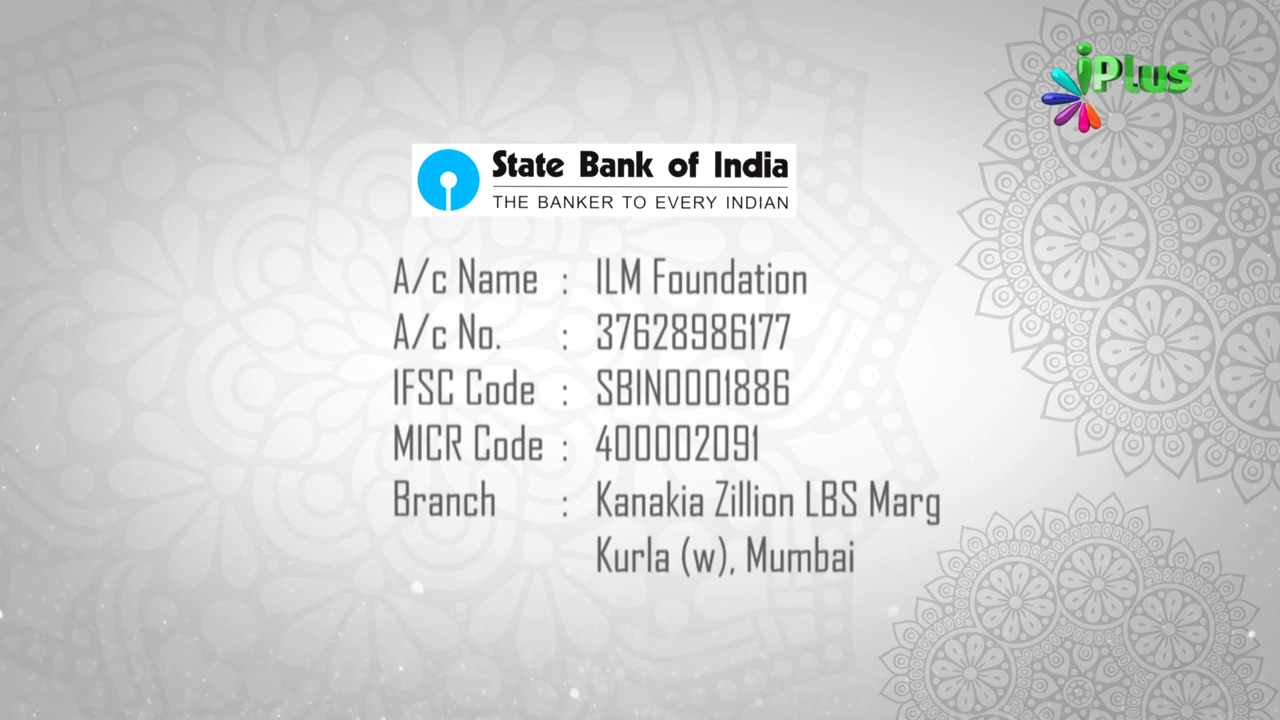 iPlus
State Bank of India
THE BANKER TO EVERY INDIAN
A/c Name : ILM Foundation
A/c No. : 37628986177
IFSC Code : SBIN0001886
MICR Code : 400002091
Branch : Kanakia Zillion LBS Marg
Kurla (w), Mumbai